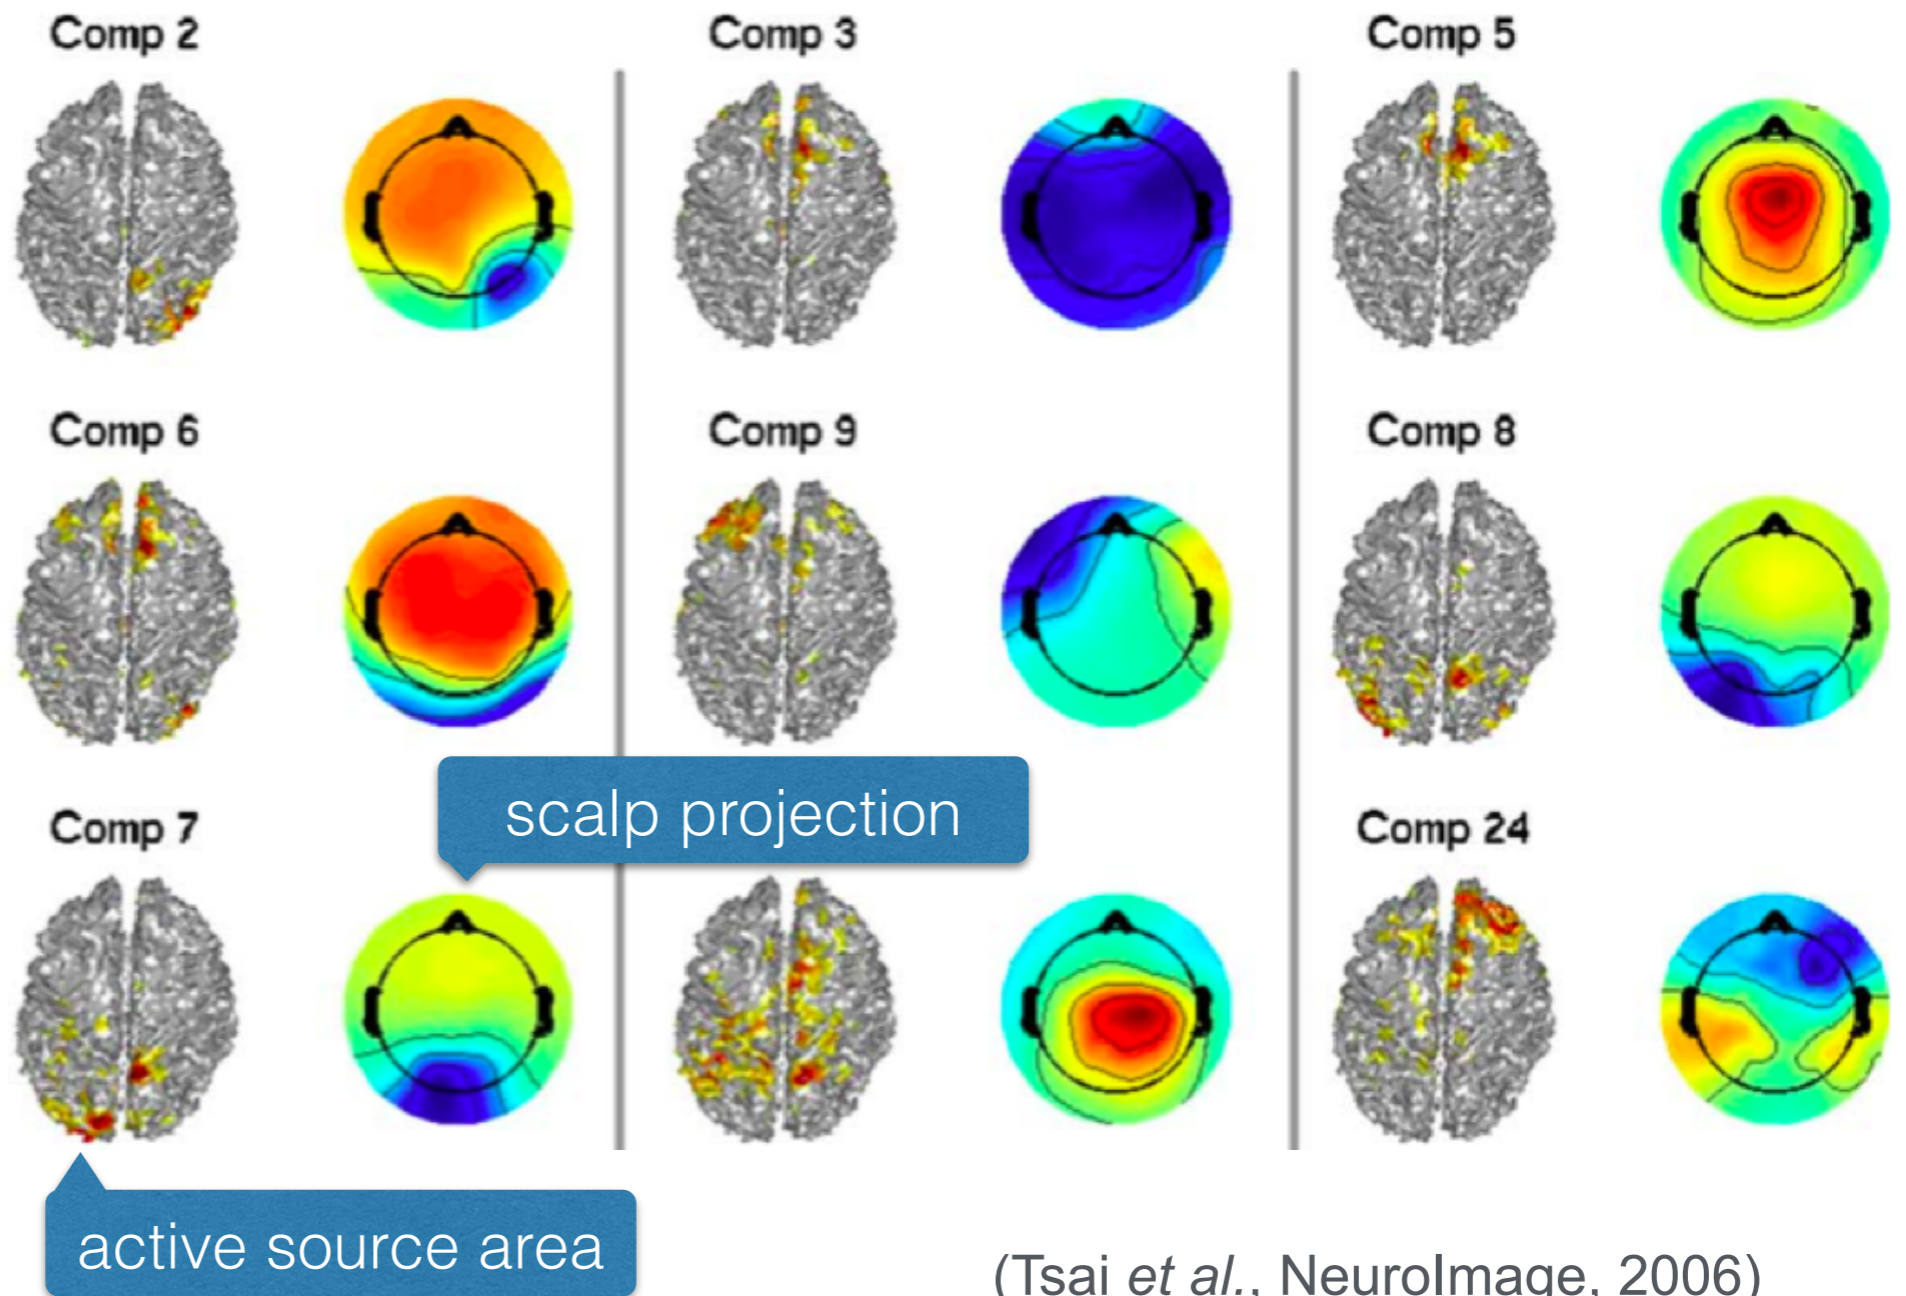 Comp 2
Comp 3
Comp 5
Comp 6
Comp 9
Comp 8
scalp projection
Comp 7
Comp 24
active source area
(Tsai et al., NeuroImage, 2006)